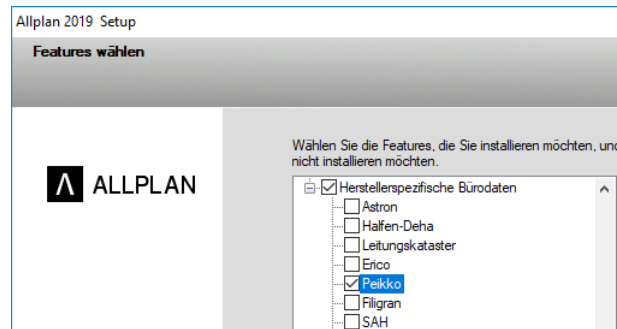 Allplan 2019 Setup
Features wählen
Wählen Sie die Features, die Sie installieren möchten, und
nicht installieren möchten.
ALLPLAN
Herstellerspezifische Bürodaten
Astron
Halfen-Deha
Leitungskataster
Erico
Peikko
Filigran
SAH